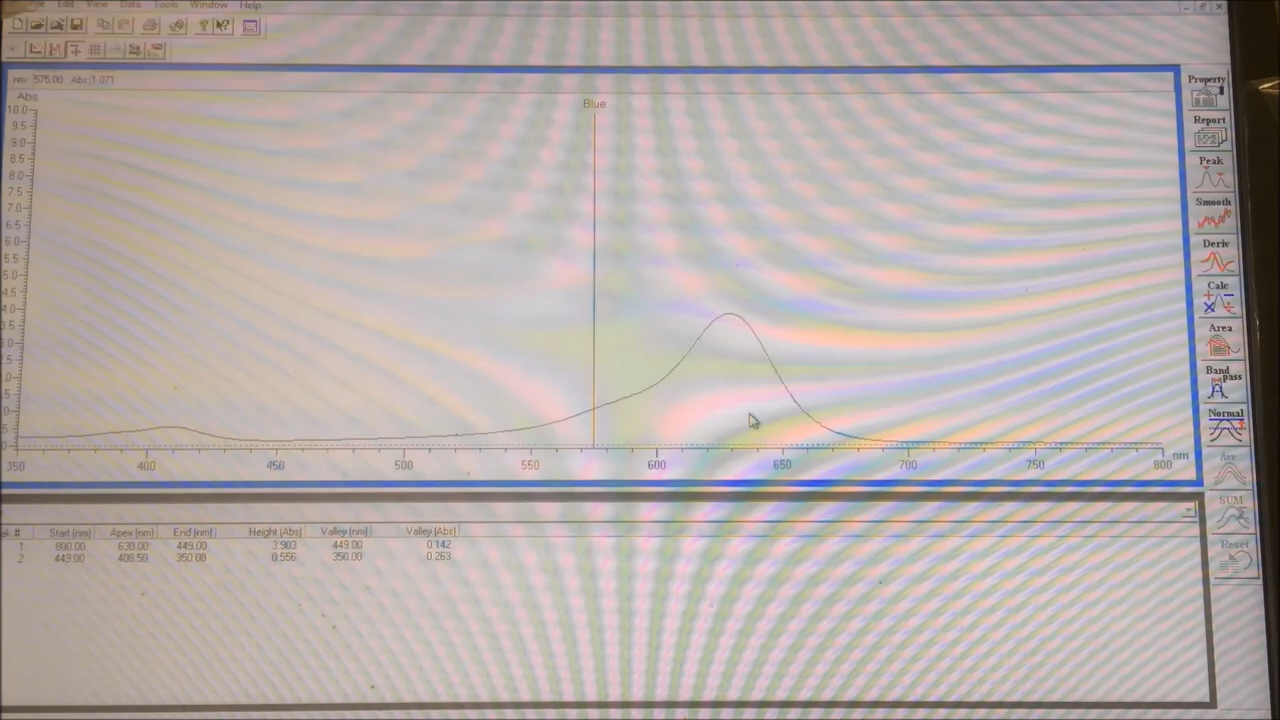 Edit View Data Tools Window Help
nm: 575.00 Abs: 1.071
Abs
Blue
10.0
9.5
9.0
8.5
8.0
7.5
7.0
6.5
6.0
5.5
5.0
4.5
4.0
350 400 450 500 550 600 650 700 750 800 nm
Property
Report
Peak
Smooth
Deriv
Calc
Area
Band pass
Normal
Ave
SUM
Reset
# Start (nm) Apex (nm) End (nm) Height (Abs) Valley (nm) Valley (Abs)
1 800.00 630.00 449.00 3.903 449.00 0.142
2 449.00 408.50 350.00 0.556 350.00 0.263